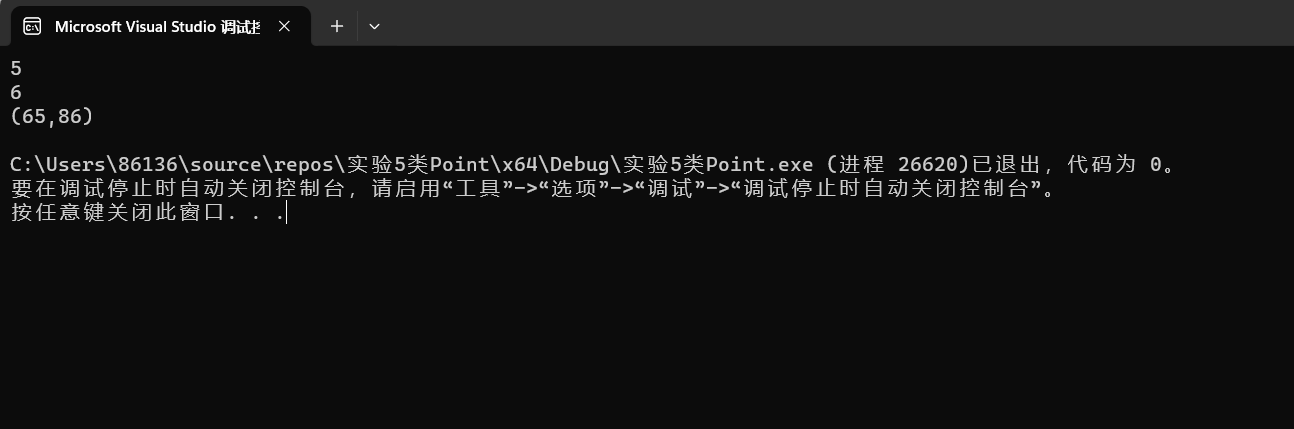 Microsoft Visual Studio 调试
5
6
(65,86)
C:\Users\86136\source\repos\实验5类Point\x64\Debug\实验5类Point.exe (进程 26620)已退出，代码为 0。
要在调试停止时自动关闭控制台，请启用“工具”->“选项”->“调试”->“调试停止时自动关闭控制台”。
按任意键关闭此窗口. . .